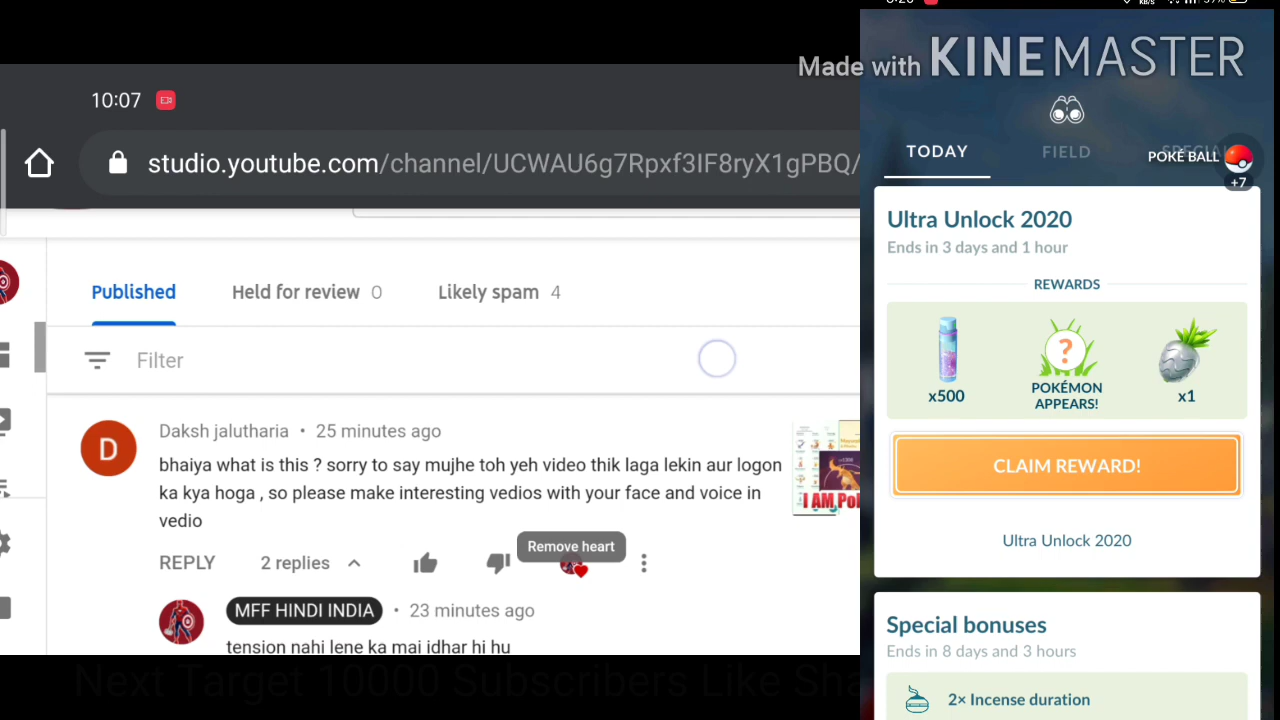 Made with KINEMASTER
10:07
studio.youtube.com/channel/UCWAU6g7Rpxf3IF8ryX1gPBQ/
Published
Held for review 0
Likely spam 4
Filter
D
Daksh jalutharia • 25 minutes ago
bhaiya what is this ? sorry to say mujhe toh yeh video thik laga lekin aur logon
ka kya hoga , so please make interesting vedios with your face and voice in
vedio
I AM Pol
Remove heart
REPLY
2 replies
MFF HINDI INDIA • 23 minutes ago
tension nahi lene ka mai idhar hi hu
Next Target 10000 Subscribers Like Sha
TODAY
FIELD
SPECIAL
POKÉ BALL
+7
Ultra Unlock 2020
Ends in 3 days and 1 hour
REWARDS
?
x500
POKÉMON
APPEARS!
x1
CLAIM REWARD!
Ultra Unlock 2020
Special bonuses
Ends in 8 days and 3 hours
2× Incense duration